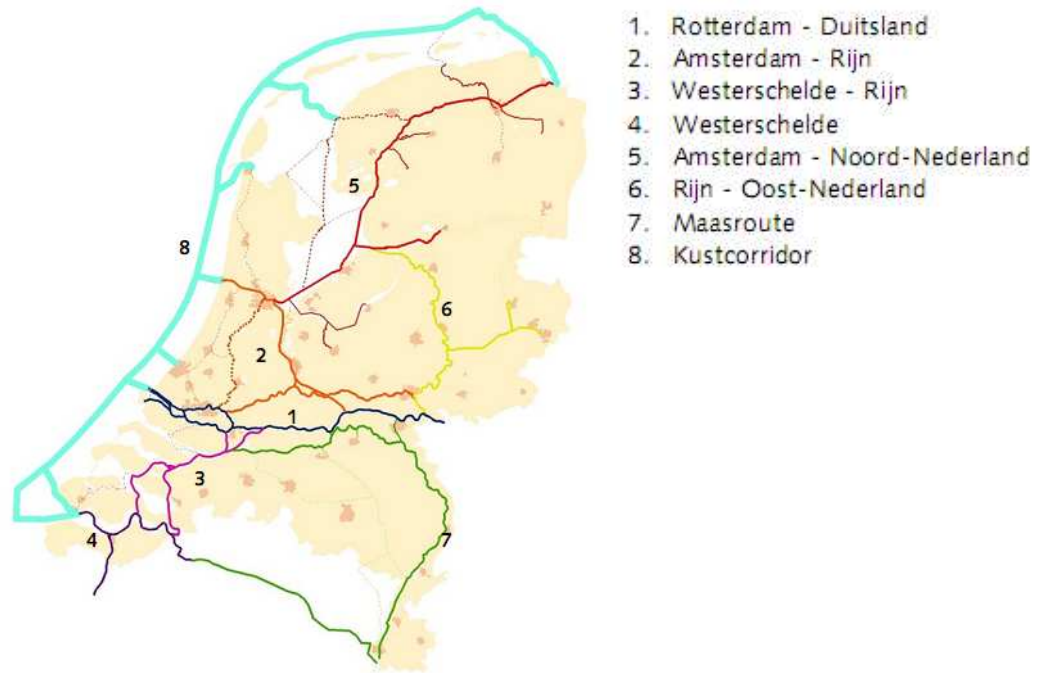 1. Rotterdam - Duitsland
2. Amsterdam - Rijn
3. Westerschelde - Rijn
4. Westerschelde
5. Amsterdam - Noord-Nederland
6. Rijn - Oost-Nederland
7. Maasroute
8. Kustcorridor
5
8
6
2
1
3
4
7